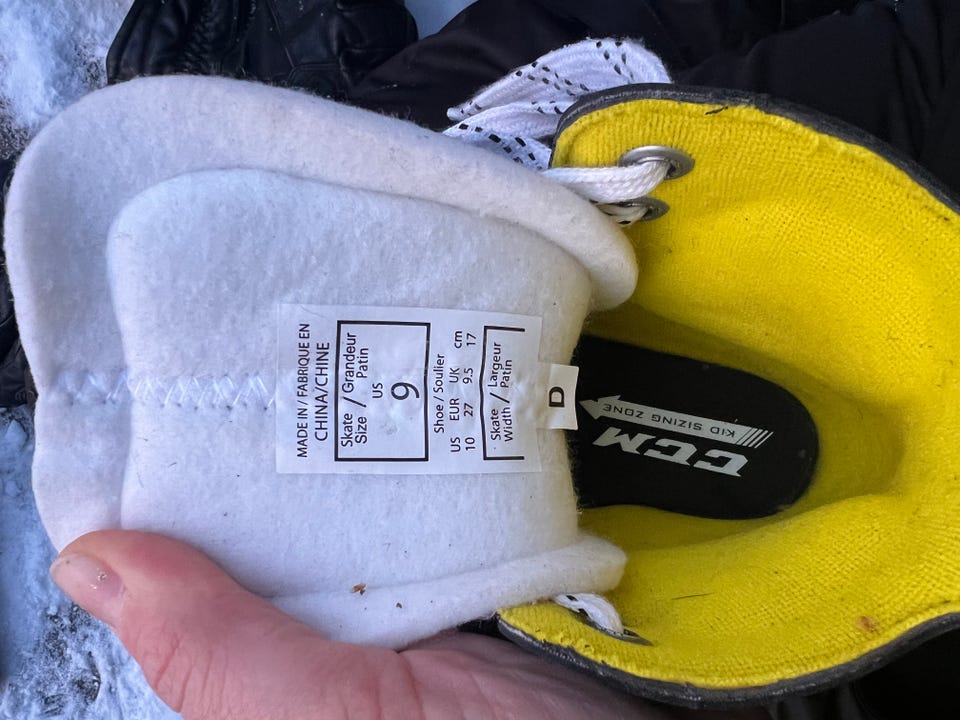 MADE IN / FABRIQUE EN
CHINA/CHINE
Skate / Grandeur
Size / Patin
US
9
Shoe / Soulier
US EUR UK cm
10 27 9.5 17
Skate / Largeur
Width / Patin
D
KID SIZING ZONE
CCM